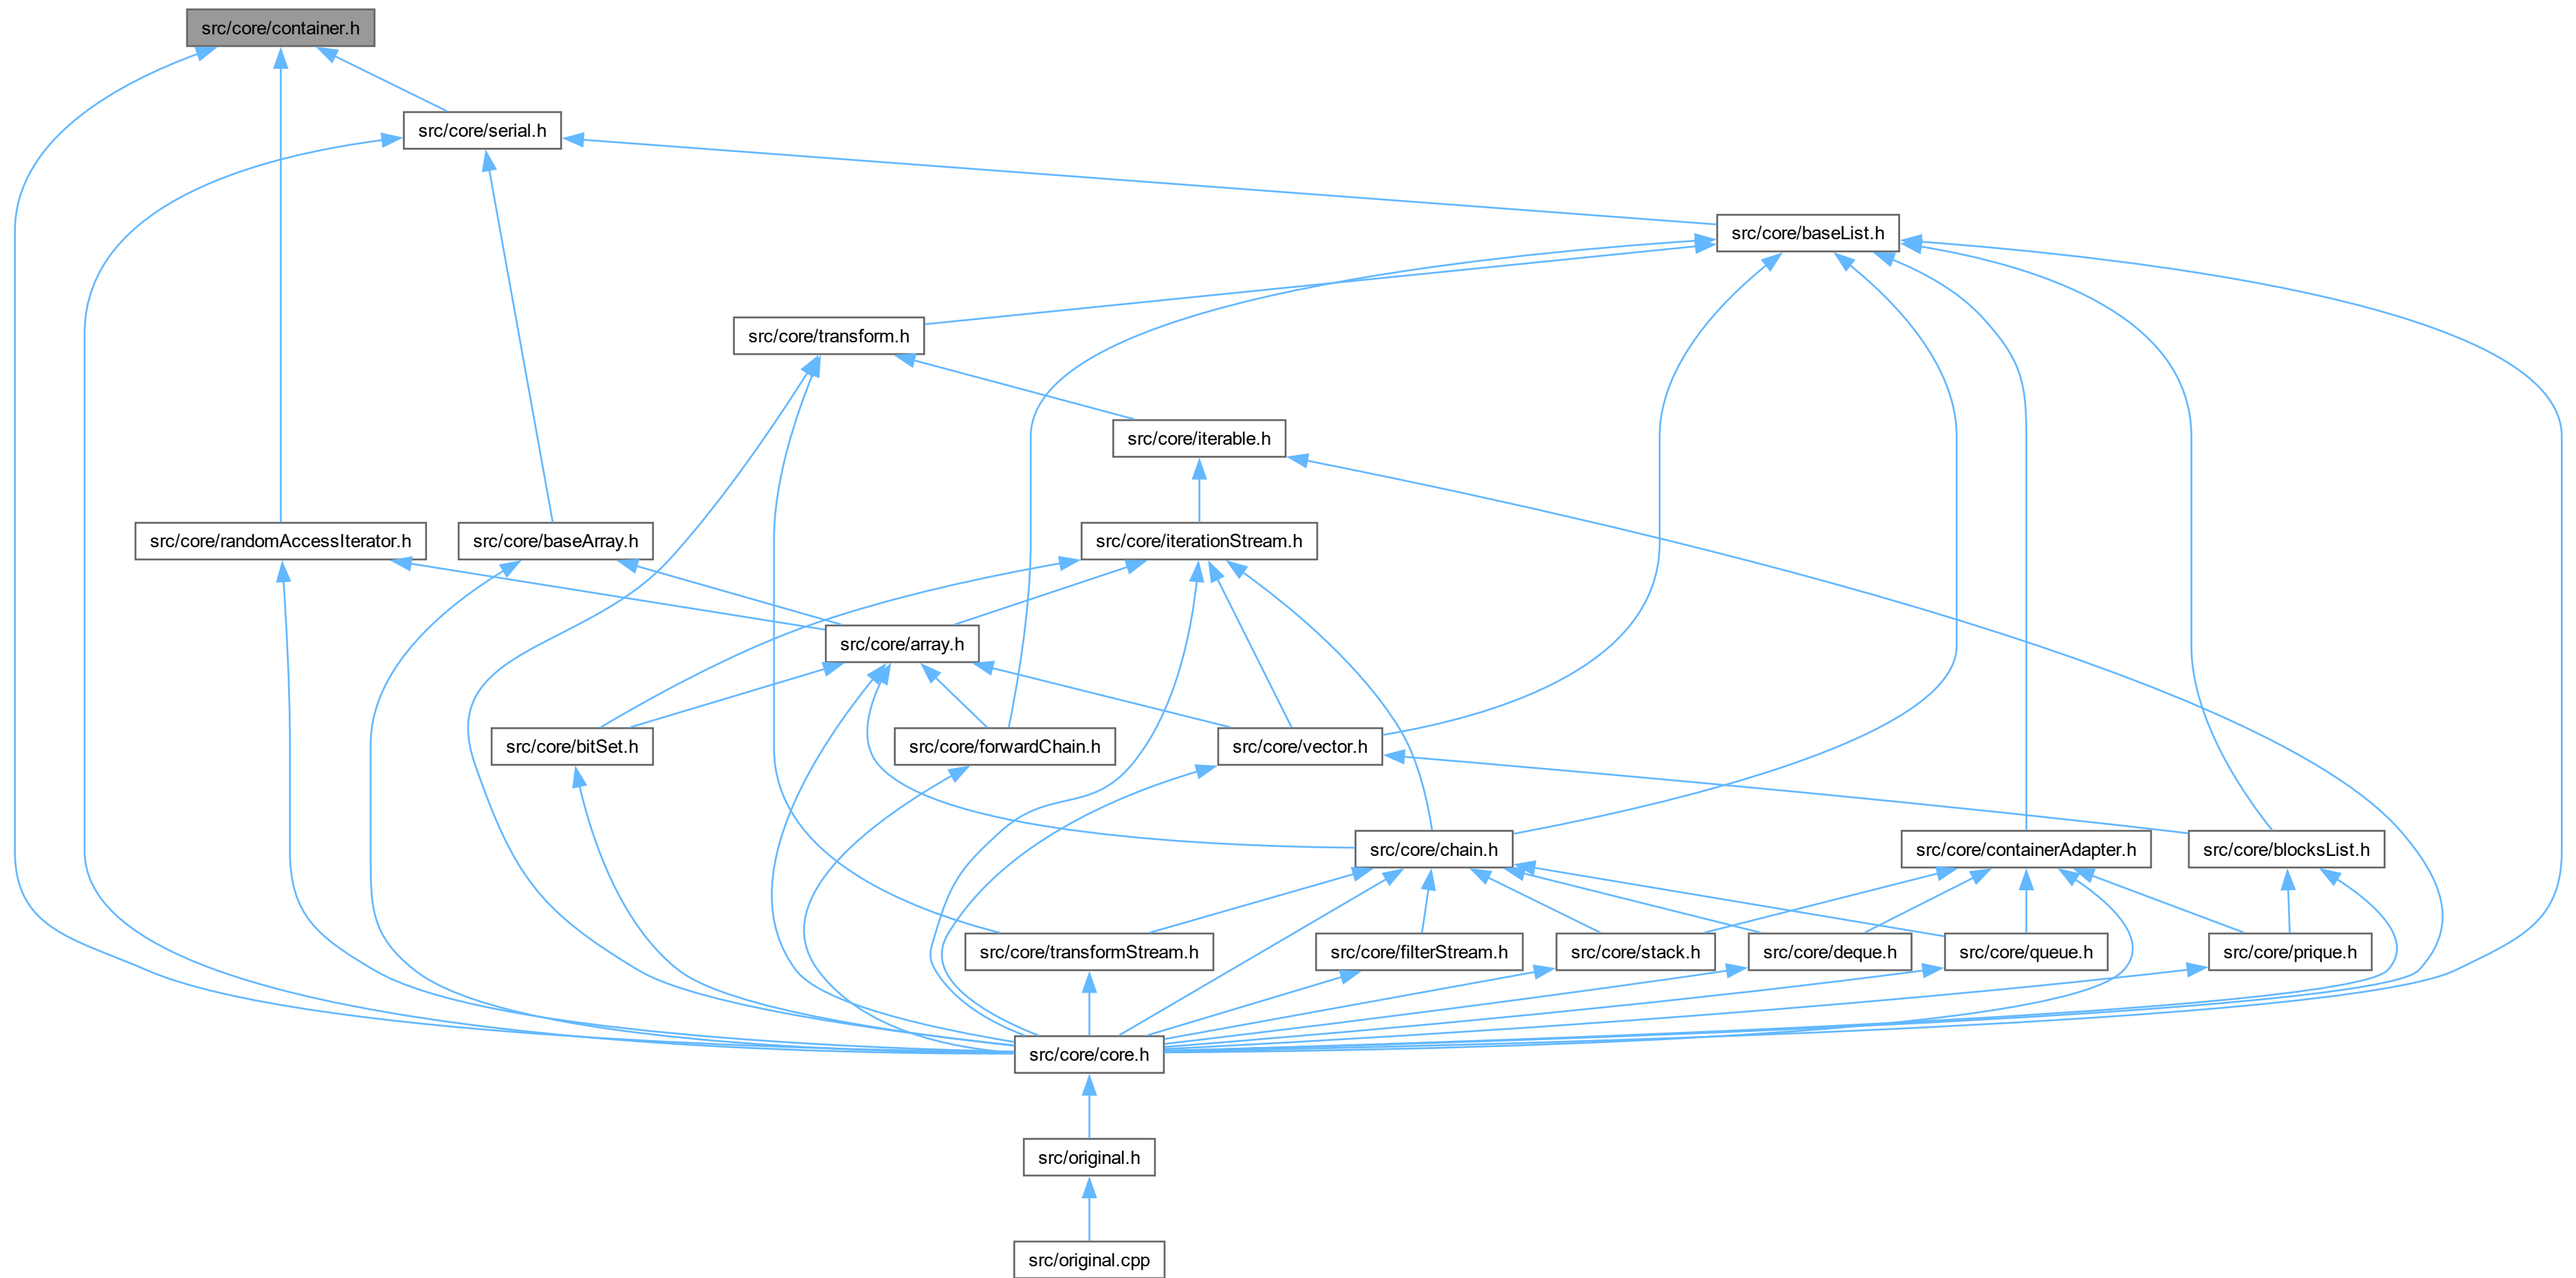 src/core/container.h
src/core/serial.h
src/core/baseList.h
src/core/transform.h
src/core/iterable.h
src/core/randomAccessIterator.h
src/core/baseArray.h
src/core/iterationStream.h
src/core/array.h
src/core/bitSet.h
src/core/forwardChain.h
src/core/vector.h
src/core/chain.h
src/core/containerAdapter.h
src/core/blocksList.h
src/core/transformStream.h
src/core/filterStream.h
src/core/stack.h
src/core/deque.h
src/core/queue.h
src/core/prique.h
src/core/core.h
src/original.h
src/original.cpp